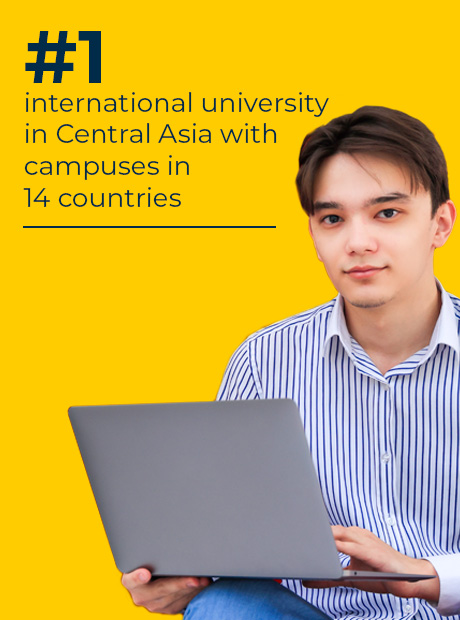 #1
international university
in Central Asia with
campuses in
14 countries